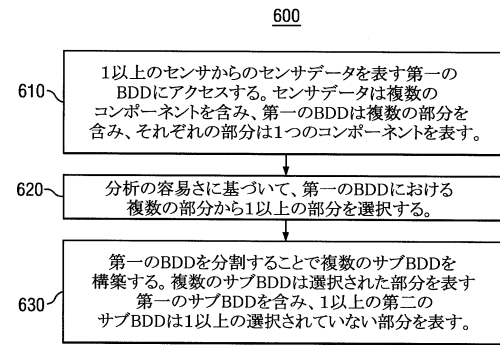 600
610
1以上のセンサからのセンサデータを表す第一の
BDDにアクセスする。センサデータは複数の
コンポーネントを含み、第一のBDDは複数の部分を
含み、それぞれの部分は1つのコンポーネントを表す。
620
分析の容易さに基づいて、第一のBDDにおける
複数の部分から1以上の部分を選択する。
630
第一のBDDを分割することで複数のサブBDDを
構築する。複数のサブBDDは選択された部分を表す
第一のサブBDDを含み、1以上の第二の
サブBDDは1以上の選択されていない部分を表す。